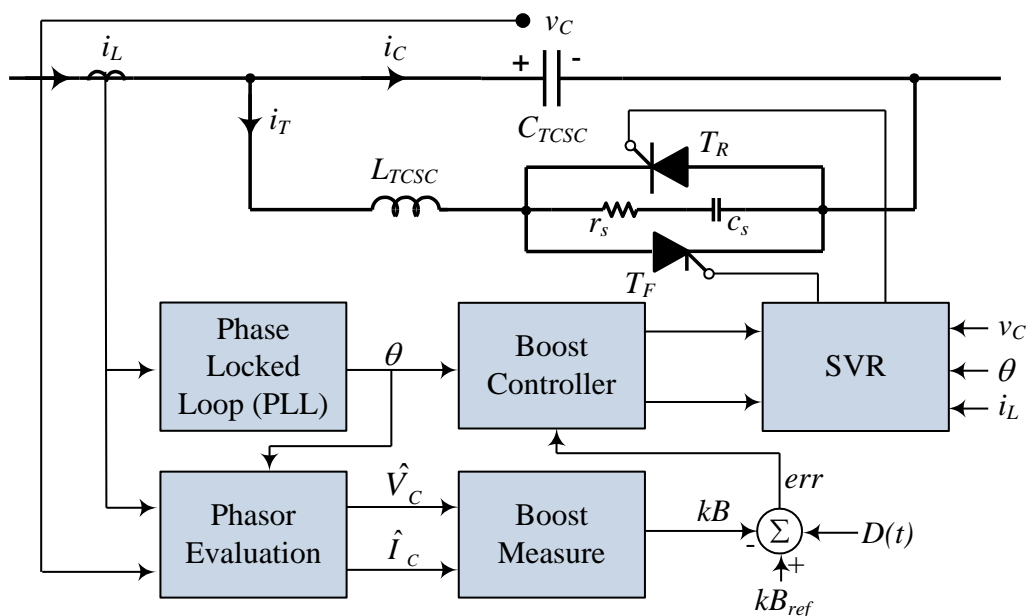 v_C
i_L
i_C
+ -
i_T
C_TCSC
T_R
L_TCSC
r_s
c_s
T_F
Phase
Locked
Loop (PLL)
θ
Boost
Controller
SVR
v_C
θ
i_L
Phasor
Evaluation
V̂_C
Î_C
Boost
Measure
kB
err
Σ
-
+
D(t)
kB_ref